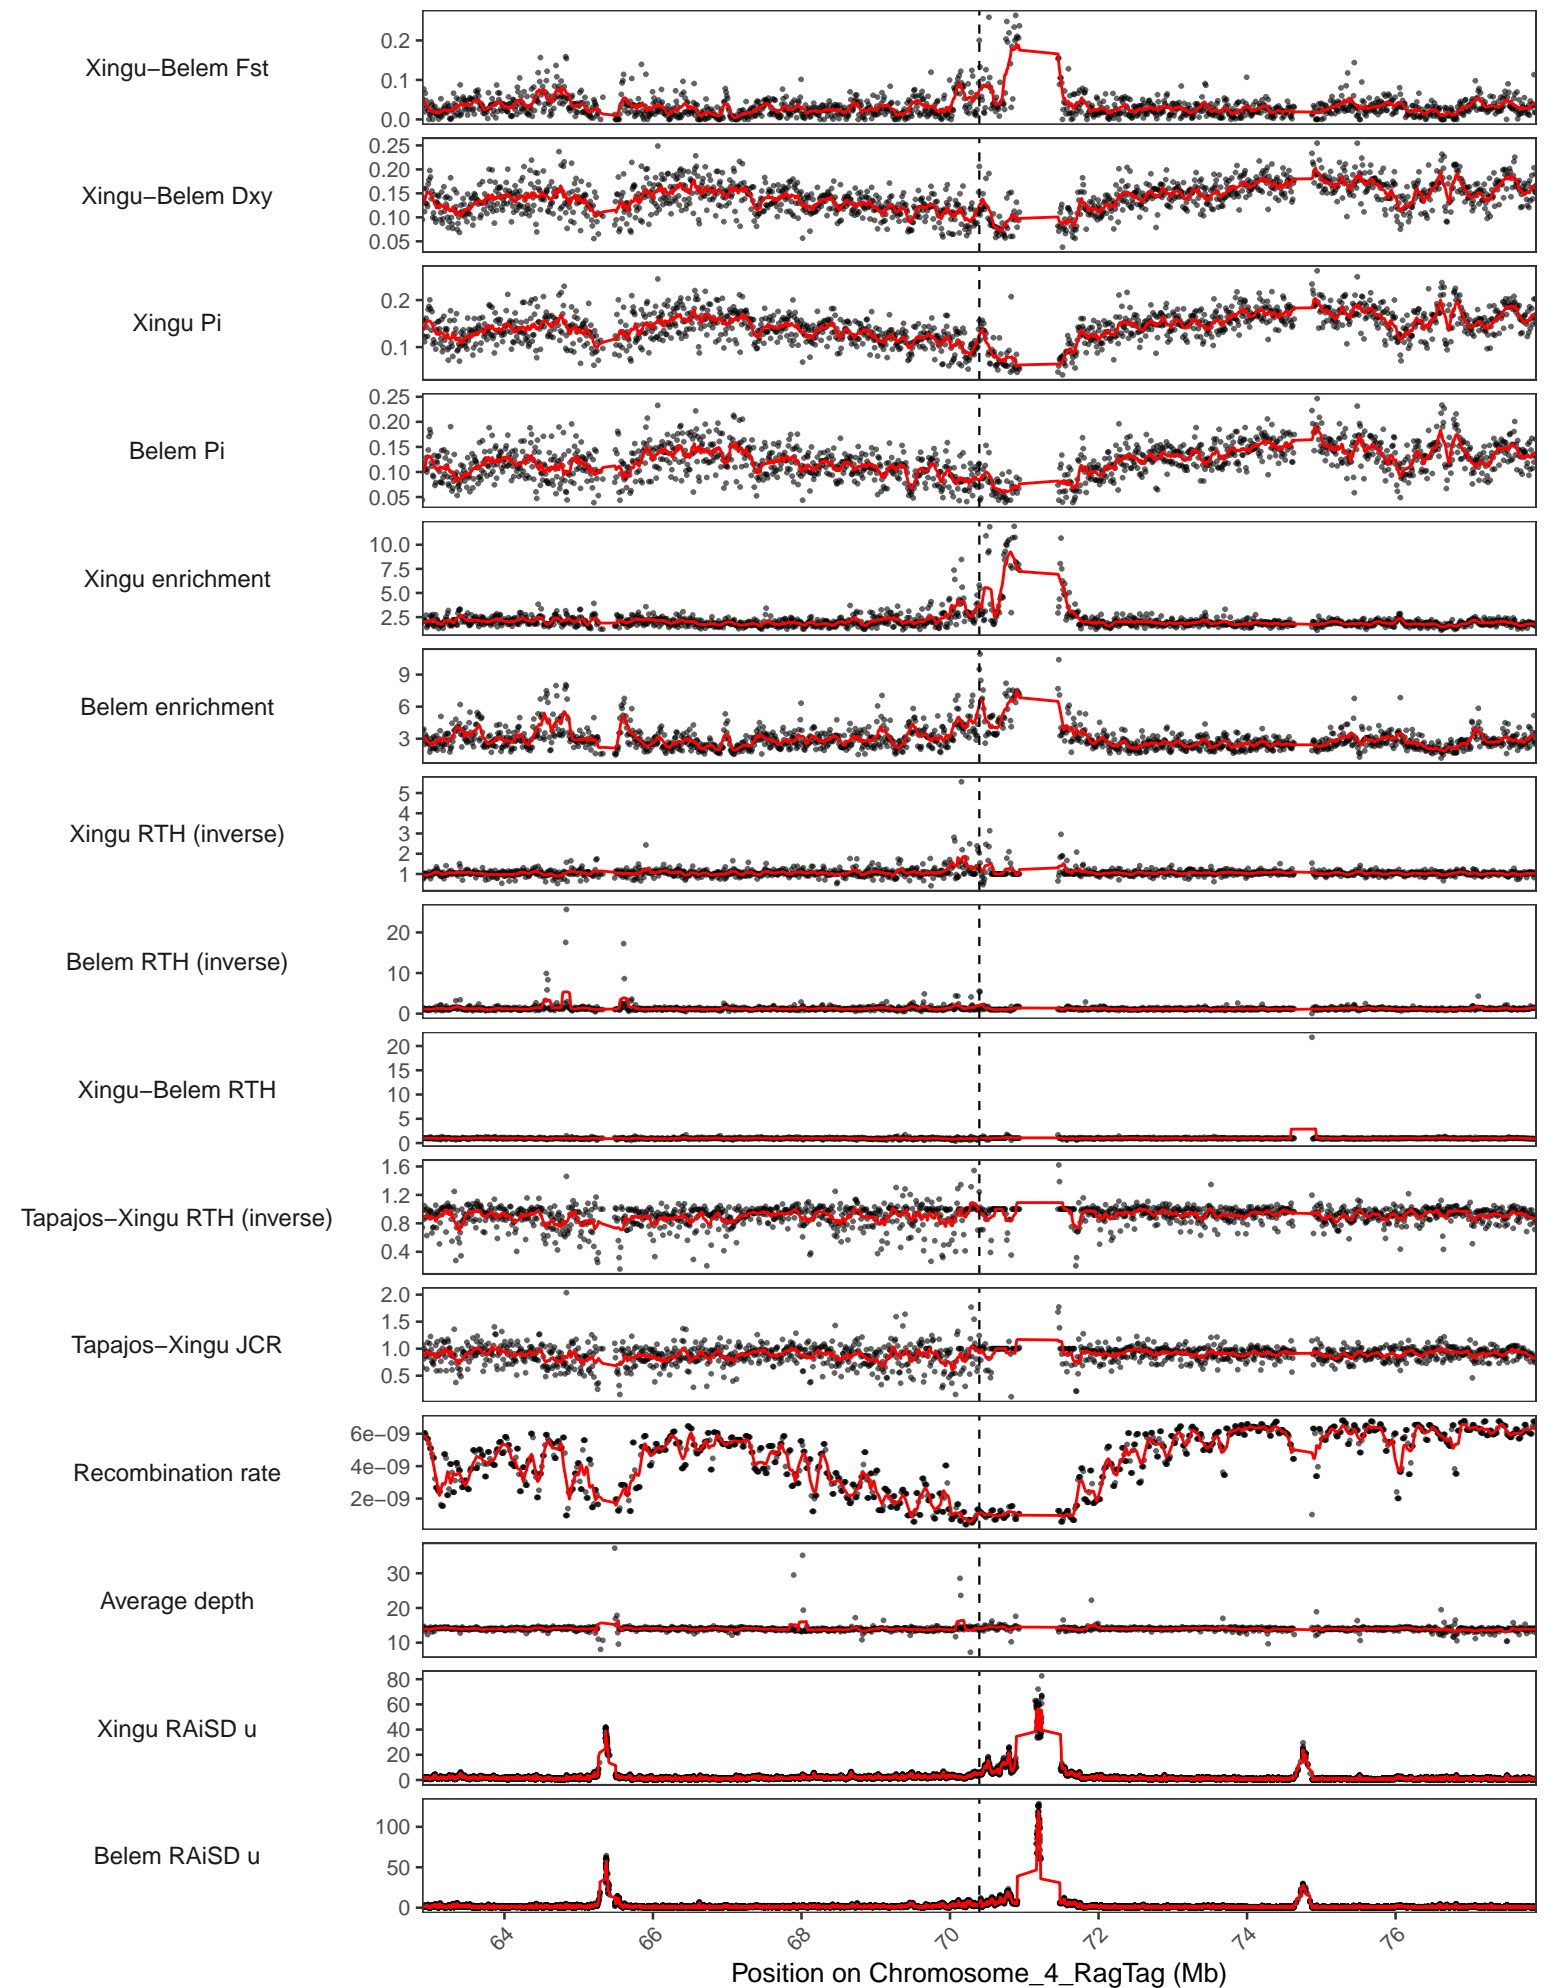 Xingu−Belem Fst
0.2
0.1
0.0
Xingu−Belem Dxy
0.25
0.20
0.15
0.10
0.05
Xingu Pi
0.2
0.1
Belem Pi
0.25
0.20
0.15
0.10
0.05
Xingu enrichment
10.0
7.5
5.0
2.5
Belem enrichment
9
6
3
Xingu RTH (inverse)
5
4
3
2
1
Belem RTH (inverse)
20
10
0
Xingu−Belem RTH
20
15
10
5
0
Tapajos−Xingu RTH (inverse)
1.6
1.2
0.8
0.4
Tapajos−Xingu JCR
2.0
1.5
1.0
0.5
Recombination rate
6e−09
4e−09
2e−09
Average depth
30
20
10
Xingu RAiSD u
80
60
40
20
0
Belem RAiSD u
100
50
0
64 66 68 70 72 74 76
Position on Chromosome_4_RagTag (Mb)